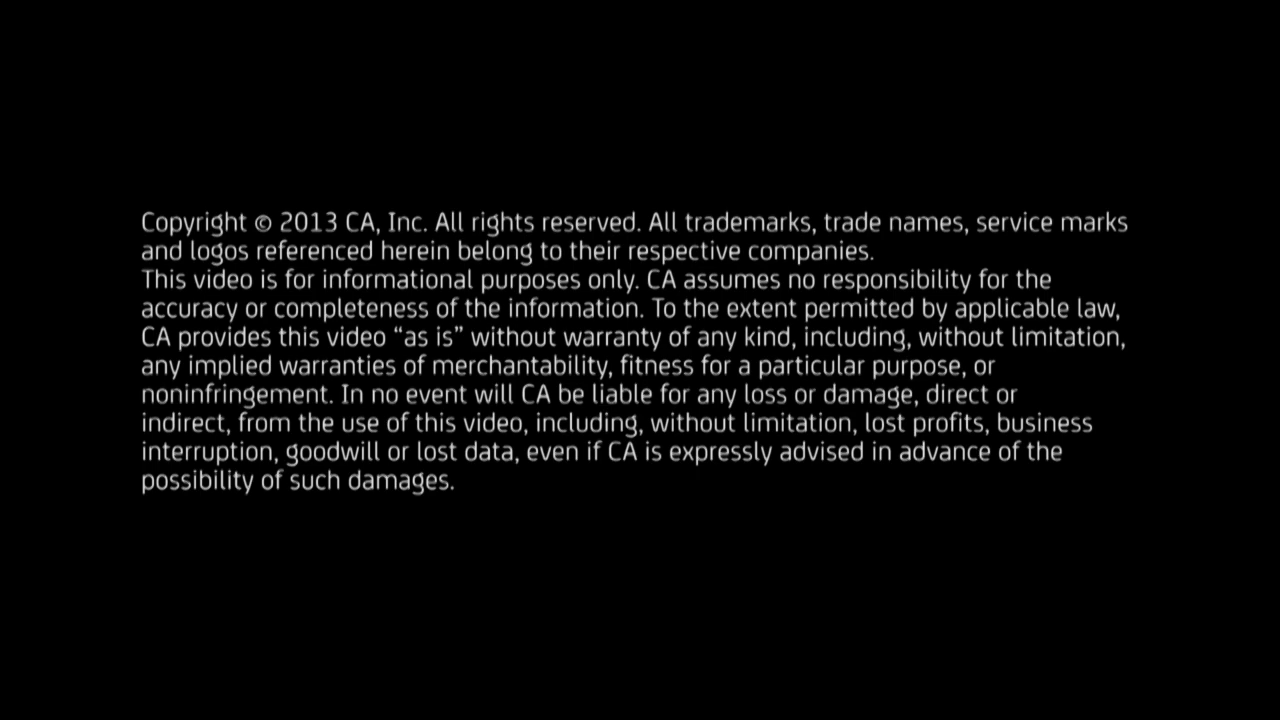 Copyright © 2013 CA, Inc. All rights reserved. All trademarks, trade names, service marks
and logos referenced herein belong to their respective companies.
This video is for informational purposes only. CA assumes no responsibility for the
accuracy or completeness of the information. To the extent permitted by applicable law,
CA provides this video “as is” without warranty of any kind, including, without limitation,
any implied warranties of merchantability, fitness for a particular purpose, or
noninfringement. In no event will CA be liable for any loss or damage, direct or
indirect, from the use of this video, including, without limitation, lost profits, business
interruption, goodwill or lost data, even if CA is expressly advised in advance of the
possibility of such damages.